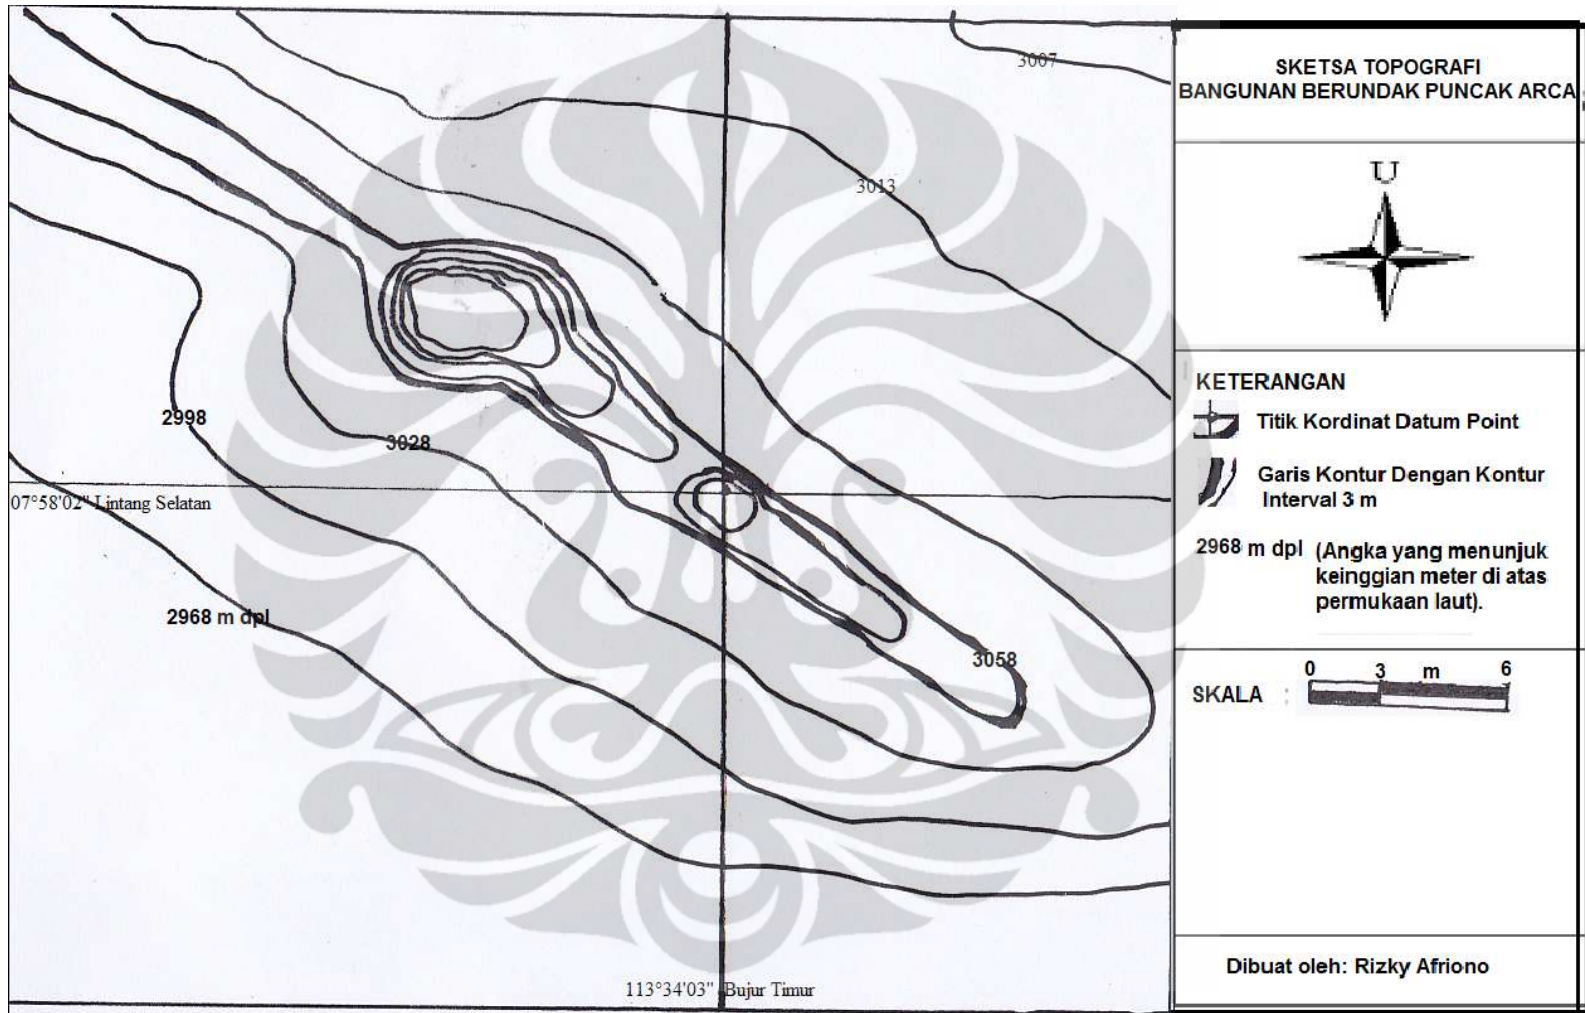 3007
3013
2998
3028
07°58'02" Lintang Selatan
2968 m dpl
3058
113°34'03" Bujur Timur
SKETSA TOPOGRAFI
BANGUNAN BERUNDAK PUNCAK ARCA
U
KETERANGAN
Titik Kordinat Datum Point
Garis Kontur Dengan Kontur
Interval 3 m
2968 m dpl (Angka yang menunjuk
keinggian meter di atas
permukaan laut).
0 3 m 6
SKALA :
Dibuat oleh: Rizky Afriono